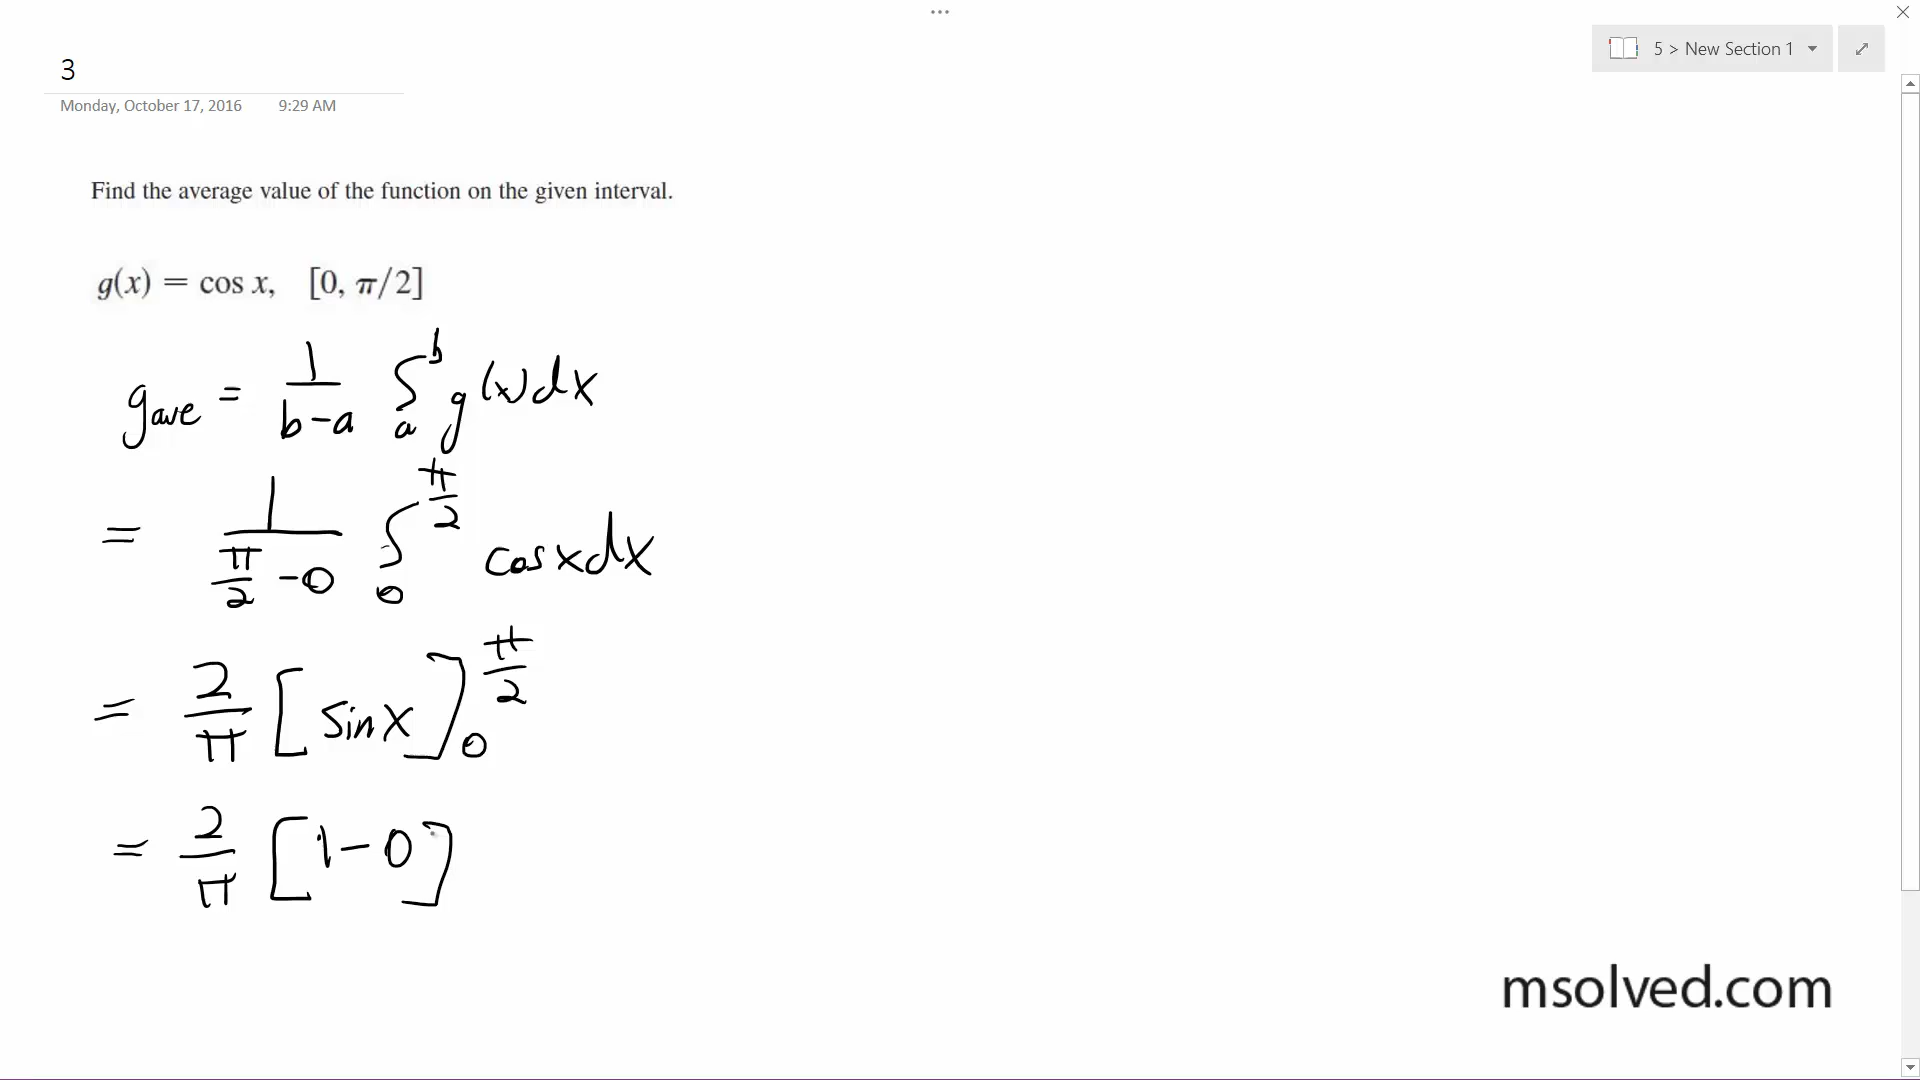 5 > New Section 1
3
Monday, October 17, 2016 9:29 AM
Find the average value of the function on the given interval.
g(x) = cos x, [0, π/2]
g_ave = 1/(b-a) ∫_a^b g(x)dx
= 1/(π/2 - 0) ∫_0^(π/2) cosxdx
= 2/π [sinx]_0^(π/2)
= 2/π [1-0]
msolved.com